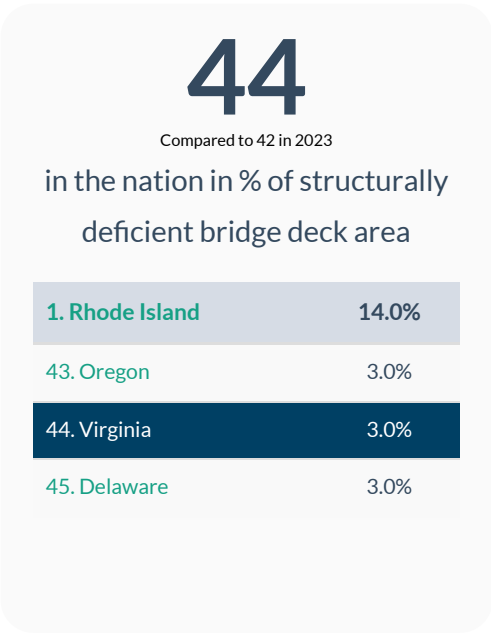 44
Compared to 42 in 2023
in the nation in % of structurally
deficient bridge deck area
1. Rhode Island 14.0%
43. Oregon 3.0%
44. Virginia 3.0%
45. Delaware 3.0%